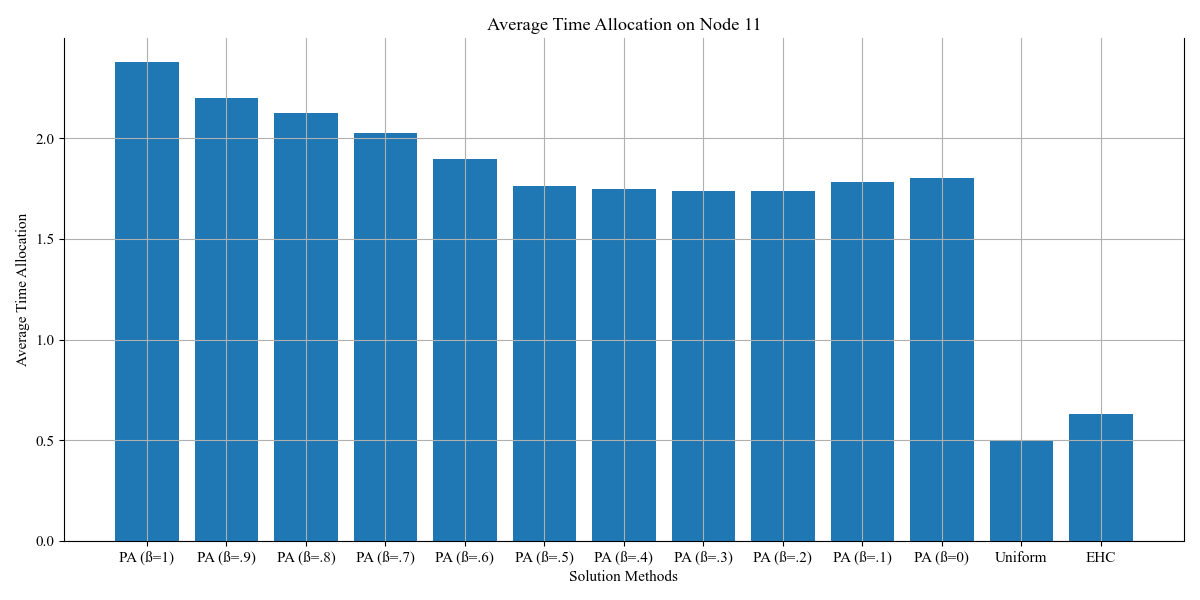 Average Time Allocation on Node 11
Average Time Allocation
2.0
1.5
1.0
0.5
0.0
PA (ß=1) PA (ß=.9) PA (ß=.8) PA (ß=.7) PA (ß=.6) PA (ß=.5) PA (ß=.4) PA (ß=.3) PA (ß=.2) PA (ß=.1) PA (ß=0) Uniform EHC
Solution Methods